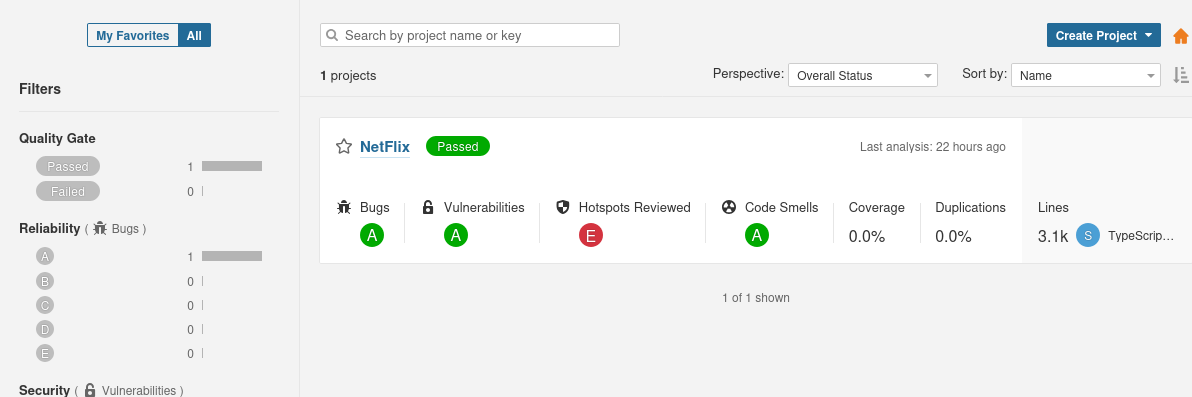 My Favorites All
Filters
Quality Gate
Passed 1
Failed 0
Reliability ( Bugs )
A 1
B 0
C 0
D 0
E 0
Security ( Vulnerabilities )
Search by project name or key
Create Project
1 projects
Perspective: Overall Status
Sort by: Name
NetFlix Passed
Last analysis: 22 hours ago
Bugs Vulnerabilities Hotspots Reviewed Code Smells Coverage Duplications Lines
A A E A 0.0% 0.0% 3.1k S TypeScrip...
1 of 1 shown